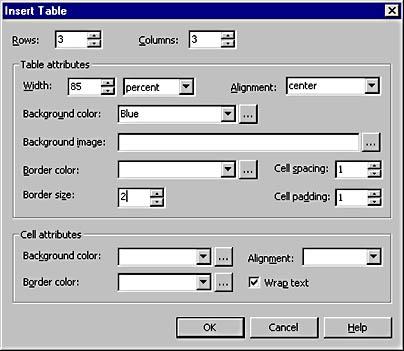 Insert Table
Rows: 3 Columns: 3
Table attributes
Width: 85 percent Alignment: center
Background color: Blue ...
Background image: ...
Border color: ... Cell spacing: 1
Border size: 2 Cell padding: 1
Cell attributes
Background color: ... Alignment:
Border color: ... Wrap text
OK Cancel Help